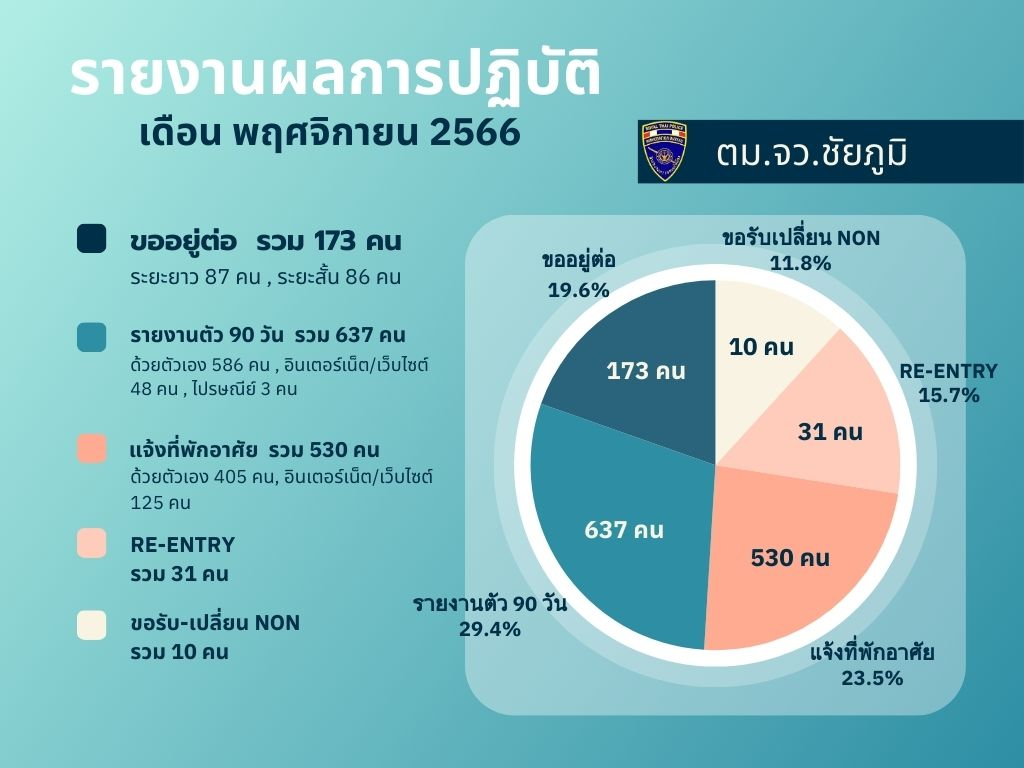 รายงานผลการปฏิบัติ
เดือน พฤศจิกายน 2566
ROYAL THAI POLICE
ตม.จว.ชัยภูมิ
ขออยู่ต่อ รวม 173 คน
ระยะยาว 87 คน , ระยะสั้น 86 คน
รายงานตัว 90 วัน รวม 637 คน
ด้วยตัวเอง 586 คน , อินเตอร์เน็ต/เว็บไซต์
48 คน , ไปรษณีย์ 3 คน
แจ้งที่พักอาศัย รวม 530 คน
ด้วยตัวเอง 405 คน, อินเตอร์เน็ต/เว็บไซต์
125 คน
RE-ENTRY
รวม 31 คน
ขอรับ-เปลี่ยน NON
รวม 10 คน
ขออยู่ต่อ
19.6%
ขอรับเปลี่ยน NON
11.8%
RE-ENTRY
15.7%
10 คน
173 คน
31 คน
637 คน
530 คน
รายงานตัว 90 วัน
29.4%
แจ้งที่พักอาศัย
23.5%